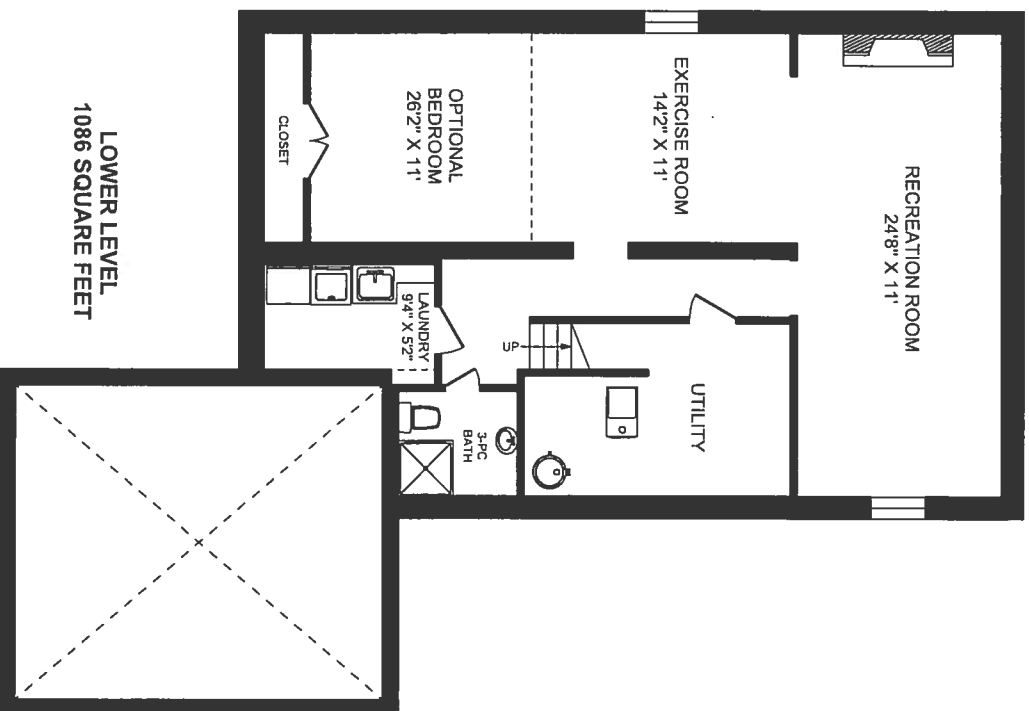 RECREATION ROOM
24'8" X 11'
EXERCISE ROOM
14'2" X 11'
UTILITY
UP
OPTIONAL
BEDROOM
26'2" X 11'
3-PC
BATH
LAUNDRY
9'4" X 5'2"
CLOSET
LOWER LEVEL
1086 SQUARE FEET